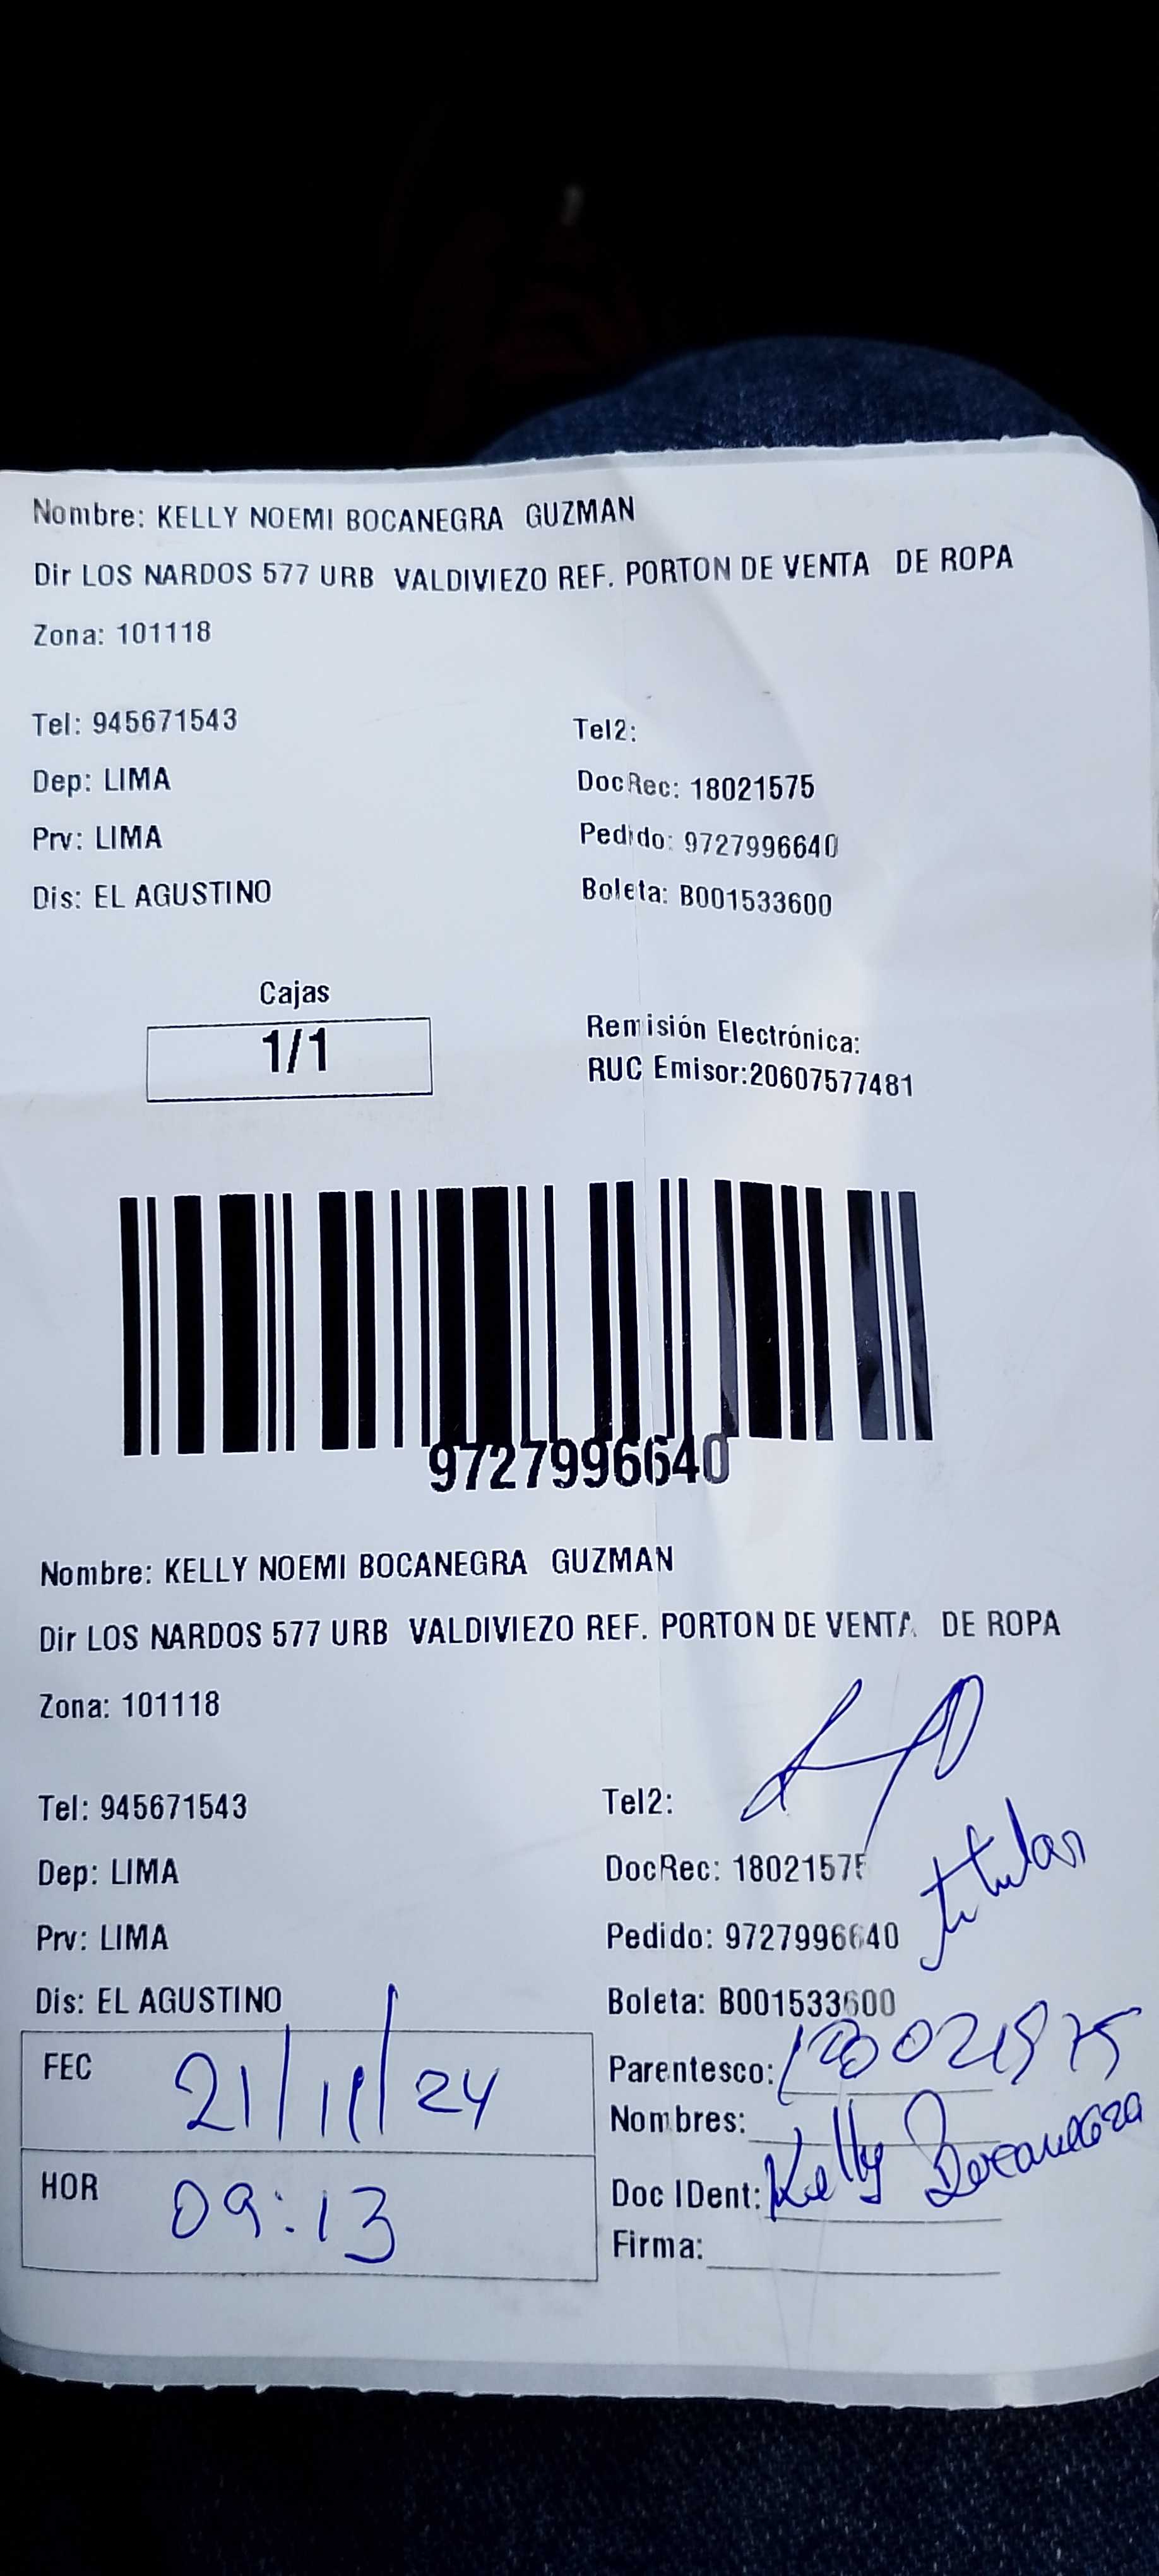 Nombre: KELLY NOEMI BOCANEGRA GUZMAN
Dir LOS NARDOS 577 URB VALDIVIEZO REF. PORTON DE VENTA DE ROPA
Zona: 101118
Tel: 945671543 Tel2:
Dep: LIMA DocRec: 18021575
Prv: LIMA Pedido: 9727996640
Dis: EL AGUSTINO Boleta: B001533600
Cajas
1/1
Remisión Electrónica:
RUC Emisor:20607577481
9727996640
Nombre: KELLY NOEMI BOCANEGRA GUZMAN
Dir LOS NARDOS 577 URB VALDIVIEZO REF. PORTON DE VENTA DE ROPA
Zona: 101118
Tel: 945671543 Tel2:
Dep: LIMA DocRec: 18021575
titular
Prv: LIMA Pedido: 9727996640
Dis: EL AGUSTINO Boleta: B001533600
FEC 21/11/24
HOR 09:13
Parentesco:
Nombres:
Doc IDent: Kelly Bocanegra
Firma: